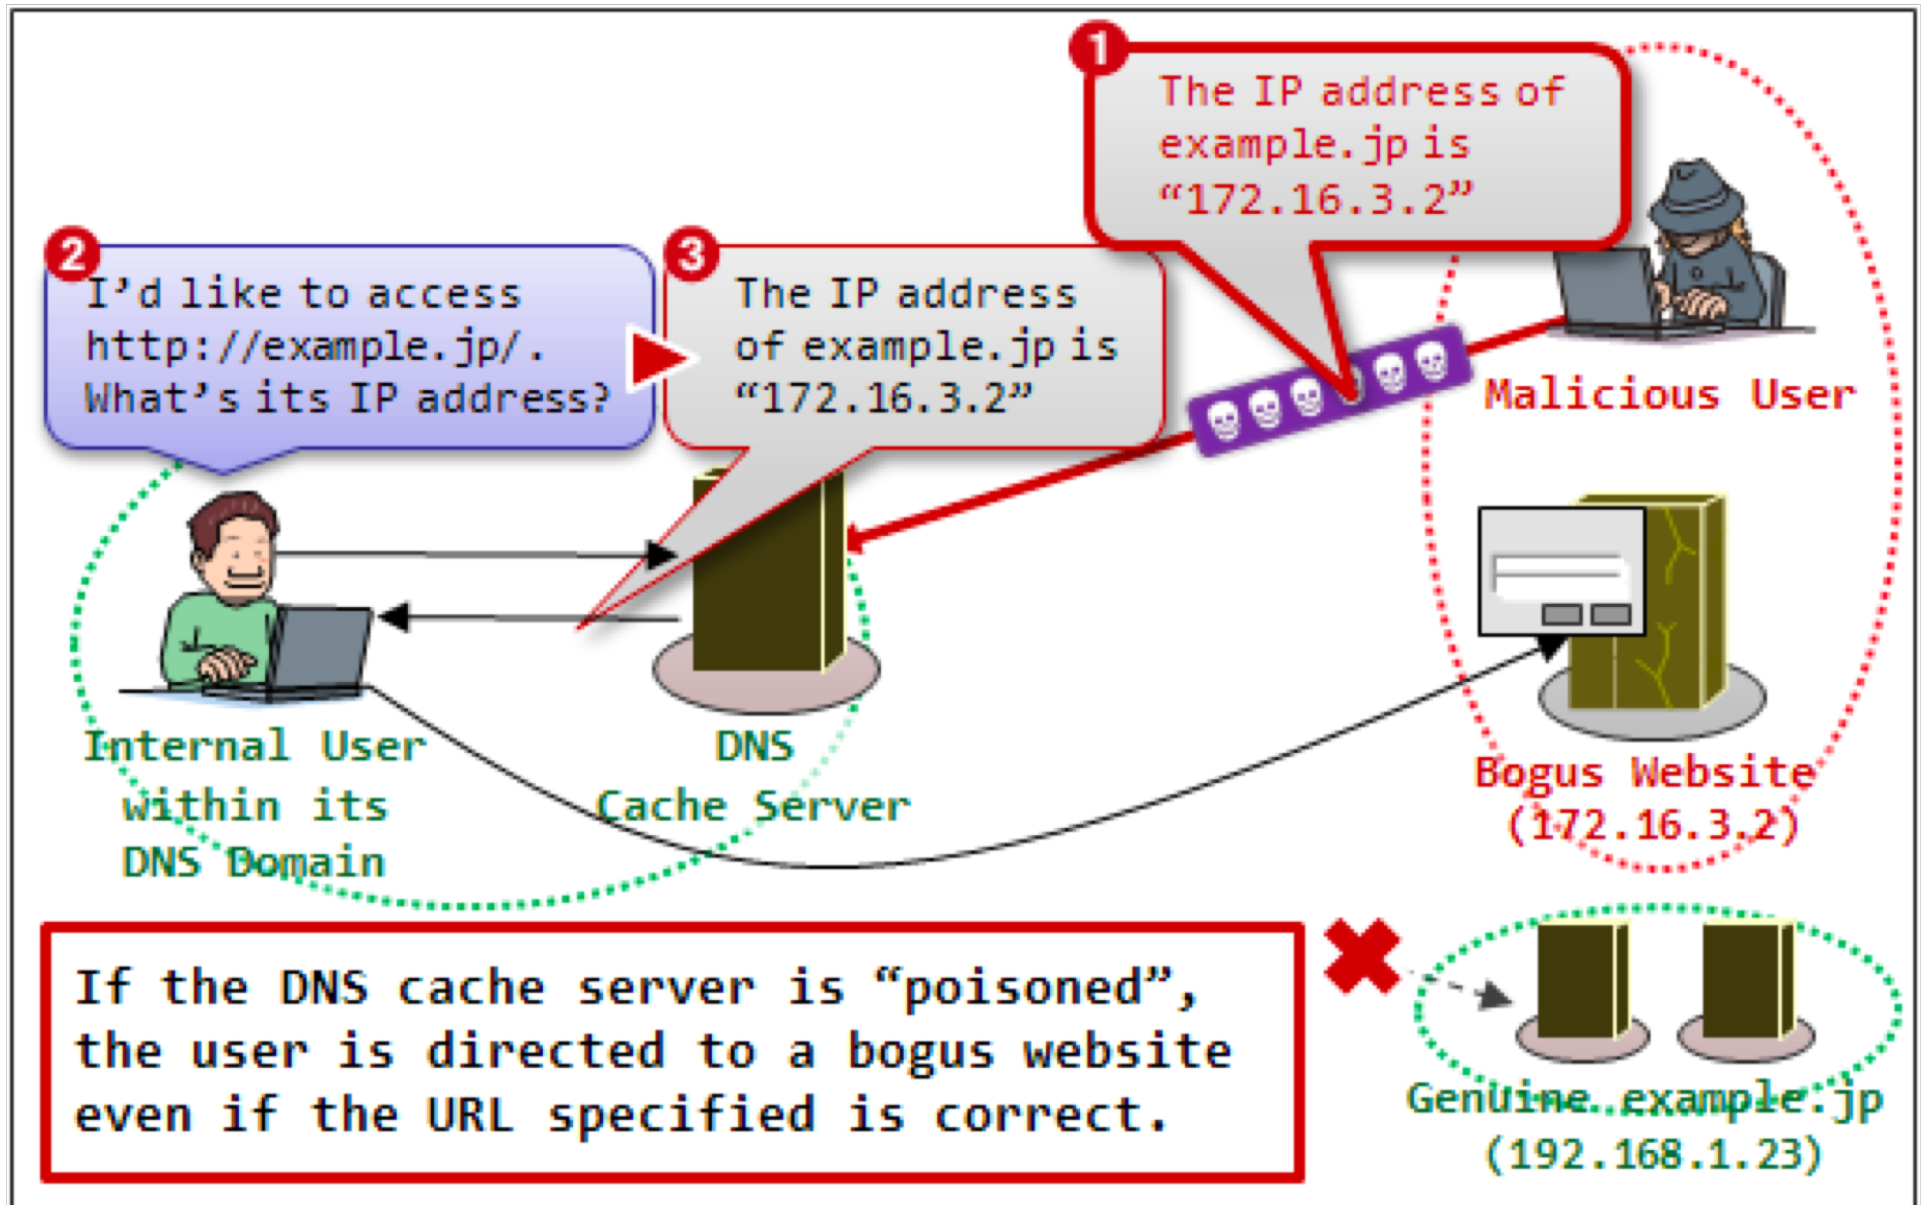 1
The IP address of
example.jp is
“172.16.3.2”
2
I’d like to access
http://example.jp/.
What’s its IP address?
3
The IP address
of example.jp is
“172.16.3.2”
Malicious User
Internal User
within its
DNS Domain
DNS
Cache Server
Bogus Website
(172.16.3.2)
If the DNS cache server is “poisoned”,
the user is directed to a bogus website
even if the URL specified is correct.
Genuine example.jp
(192.168.1.23)